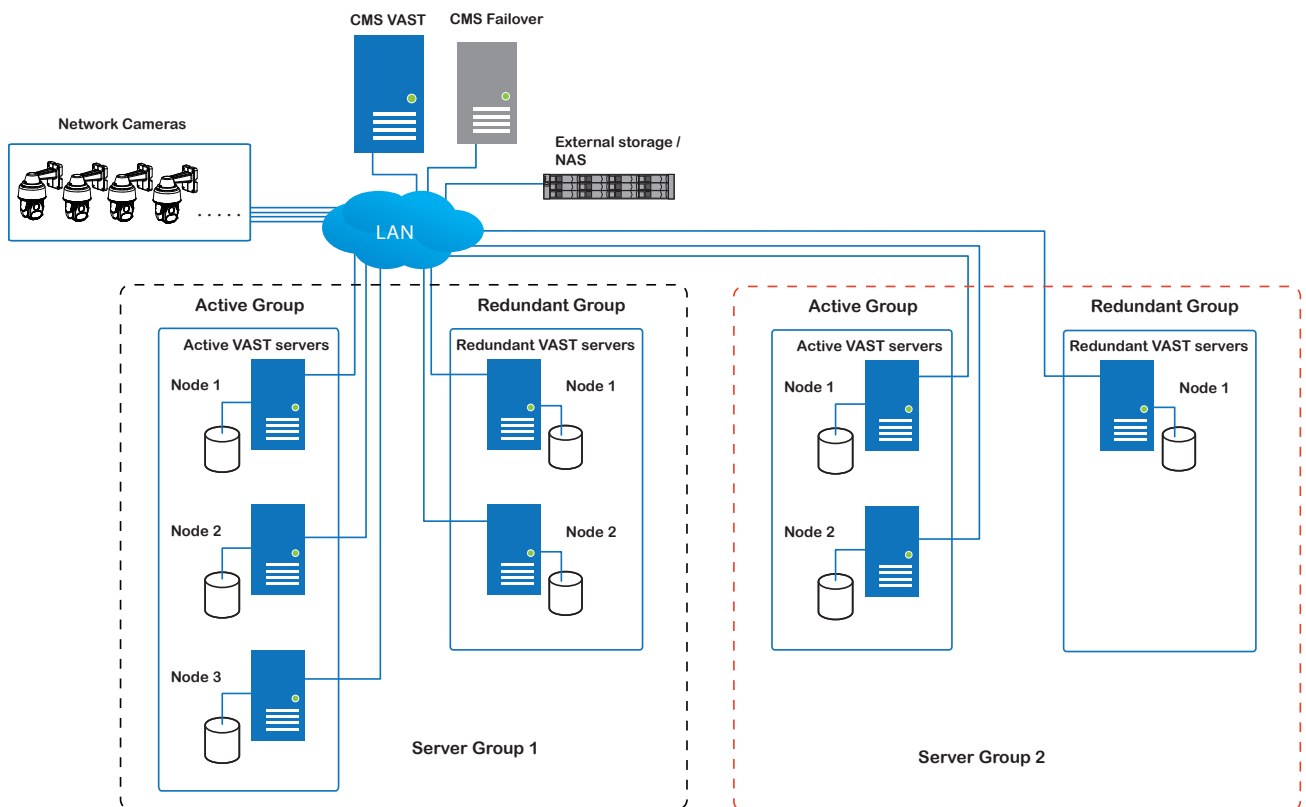 CMS VAST
CMS Failover
Network Cameras
External storage /
NAS
.....
LAN
Active Group
Redundant Group
Active VAST servers
Redundant VAST servers
Node 1
Node 1
Node 2
Node 2
Node 3
Server Group 1
Active Group
Redundant Group
Active VAST servers
Redundant VAST servers
Node 1
Node 1
Node 2
Server Group 2